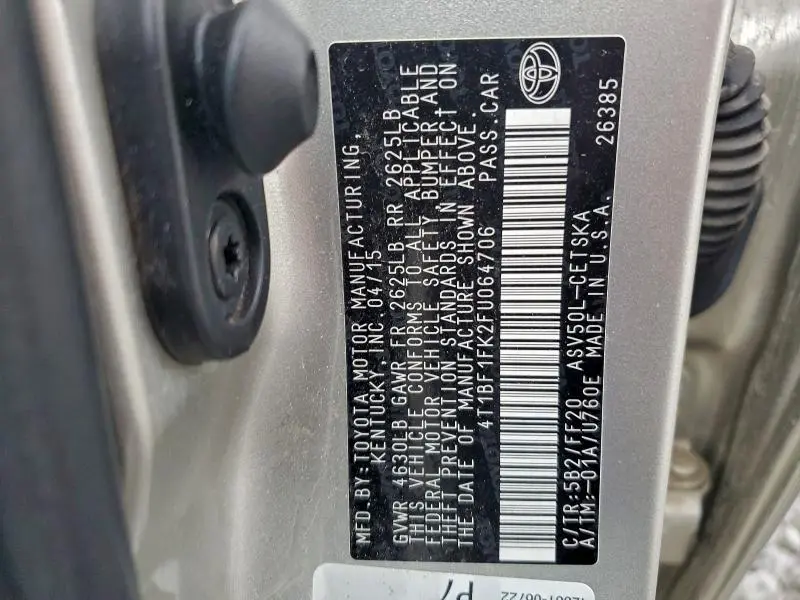 MFD.BY:TOYOTA MOTOR MANUFACTURING,
KENTUCKY, INC. 04/15
GVWR 4630LB GAWR FR 2625LB RR 2625LB
THIS VEHICLE CONFORMS TO ALL APPLICABLE
FEDERAL MOTOR VEHICLE SAFETY, BUMPER, AND
THEFT PREVENTION STANDARDS IN EFFECT ON
THE DATE OF MANUFACTURE SHOWN ABOVE.
4T1BF1FK2FU064706 PASS.CAR
C/TR:5B2/FF20 ASV50L-CETSKA 26385
A/TM:-01A/U760E MADE IN U.S.A.